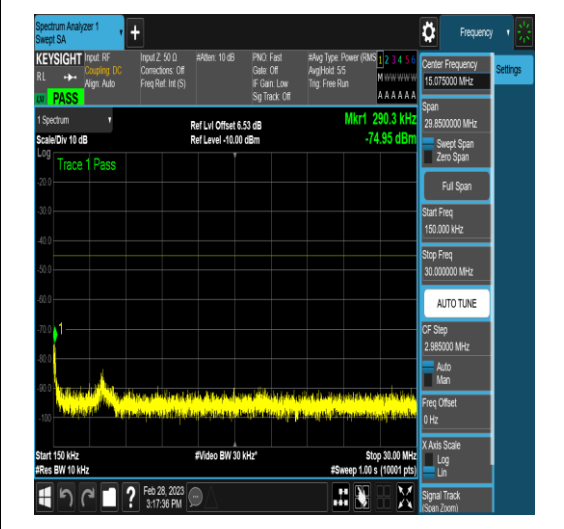 Spectrum Analyzer 1
Swept SA
+
Frequency
KEYSIGHT
RL
PASS
Input: RF
Coupling: DC
Align: Auto
Input Z: 50 Ω
Corrections: Off
Freq Ref: Int (S)
#Atten: 10 dB
PNO: Fast
Gate: Off
IF Gain: Low
Sig Track: Off
#Avg Type: Power (RMS
Avg|Hold: 5/5
Trig: Free Run
1 2 3 4 5 6
M W W W W W
A A A A A A
1 Spectrum
Scale/Div 10 dB
Ref Lvl Offset 6.53 dB
Ref Level -10.00 dBm
Mkr1 290.3 kHz
-74.95 dBm
Log
Trace 1 Pass
-20.0
-30.0
-40.0
-50.0
-60.0
-70.0
-80.0
-90.0
-100
1
Start 150 kHz
#Video BW 30 kHz*
Stop 30.00 MHz
#Res BW 10 kHz
#Sweep 1.00 s (10001 pts)
Feb 28, 2023
3:17:36 PM
?
Center Frequency
15.075000 MHz
Settings
Span
29.8500000 MHz
Swept Span
Zero Span
Full Span
Start Freq
150.000 kHz
Stop Freq
30.000000 MHz
AUTO TUNE
CF Step
2.985000 MHz
Auto
Man
Freq Offset
0 Hz
X Axis Scale
Log
Lin
Signal Track
(Span Zoom)